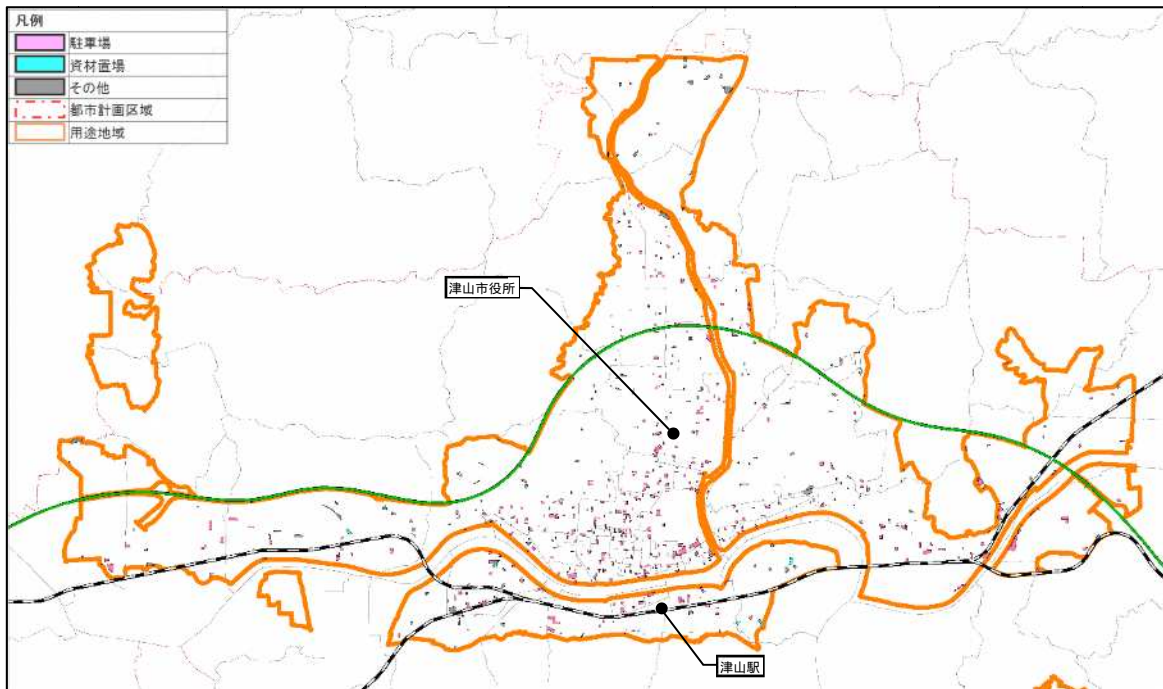 凡例
駐車場
資材置場
その他
都市計画区域
用途地域
津山市役所
津山駅